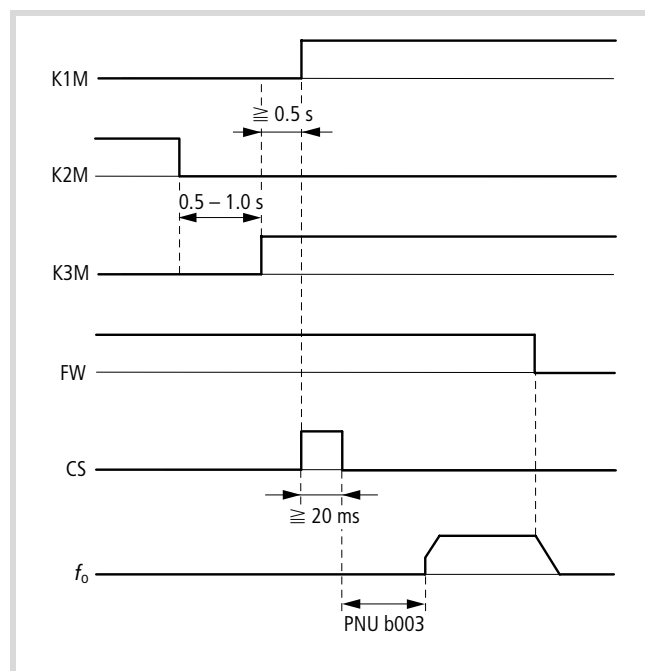 K1M
≧ 0.5 s
K2M
0.5 – 1.0 s
K3M
FW
CS
≧ 20 ms
fo
PNU b003